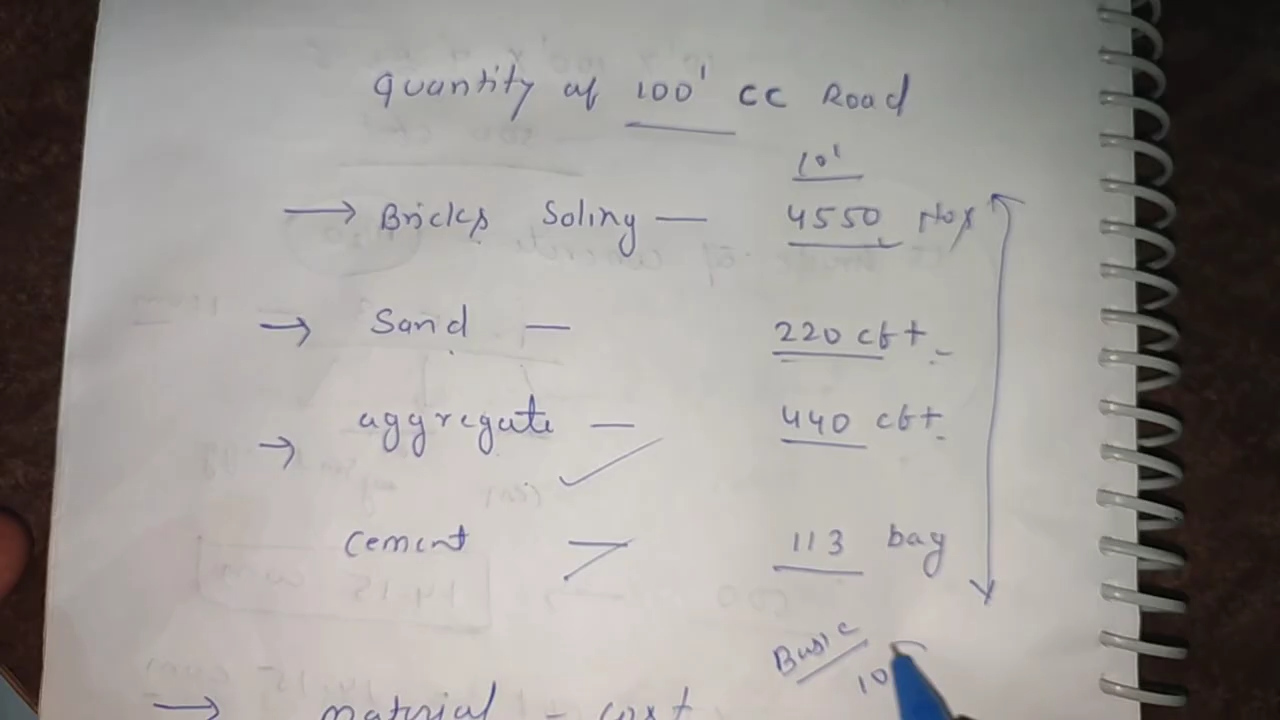 Quantity of 100' CC Road
10'
→ Bricks Soling — 4550 Nos
→ Sand — 220 cft.
→ aggregate — 440 cft.
cement — 113 bag
Basic
10
→ material - cost